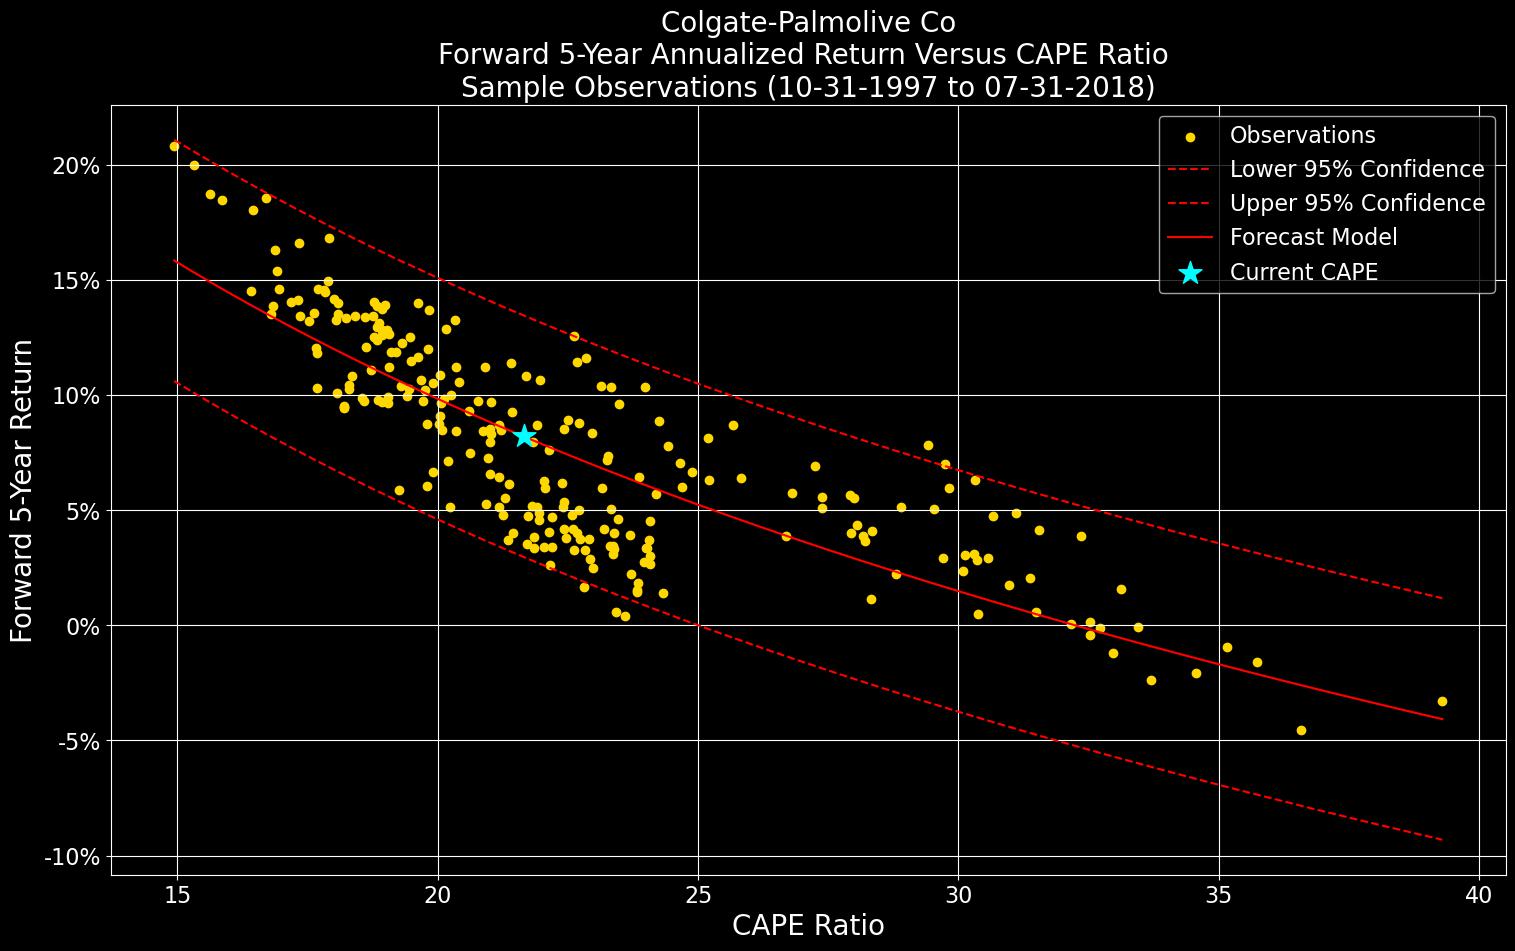 Colgate-Palmolive Co
Forward 5-Year Annualized Return Versus CAPE Ratio
Sample Observations (10-31-1997 to 07-31-2018)
Observations
Lower 95% Confidence
Upper 95% Confidence
Forecast Model
Current CAPE
Forward 5-Year Return
20%
15%
10%
5%
0%
-5%
-10%
15 20 25 30 35 40
CAPE Ratio